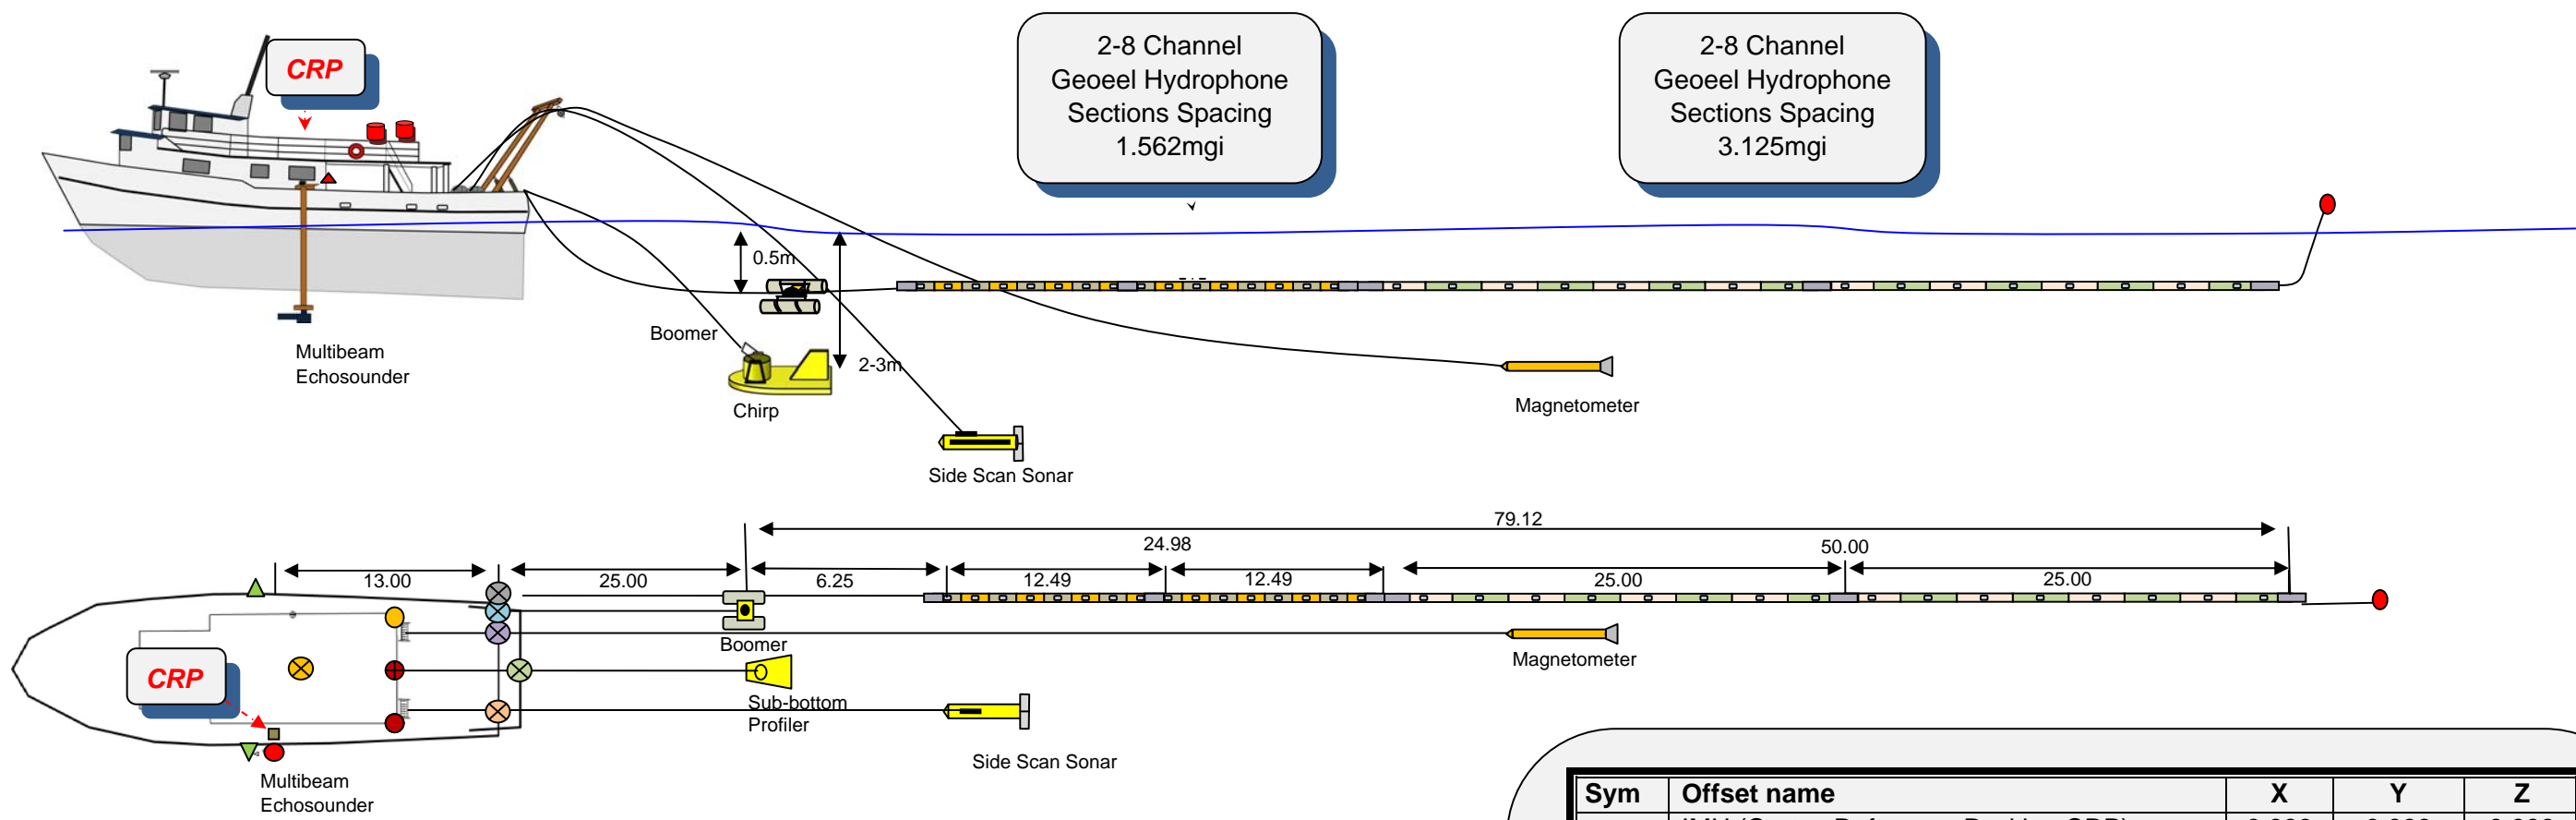 CRP
2-8 Channel
Geoeel Hydrophone
Sections Spacing
1.562mgi
2-8 Channel
Geoeel Hydrophone
Sections Spacing
3.125mgi
0.5m
Boomer
2-3m
Multibeam
Echosounder
Chirp
Magnetometer
Side Scan Sonar
79.12
24.98
50.00
13.00
25.00
6.25
12.49
12.49
25.00
25.00
Boomer
Magnetometer
CRP
Sub-bottom
Profiler
Side Scan Sonar
Multibeam
Echosounder
Sym Offset name X Y Z